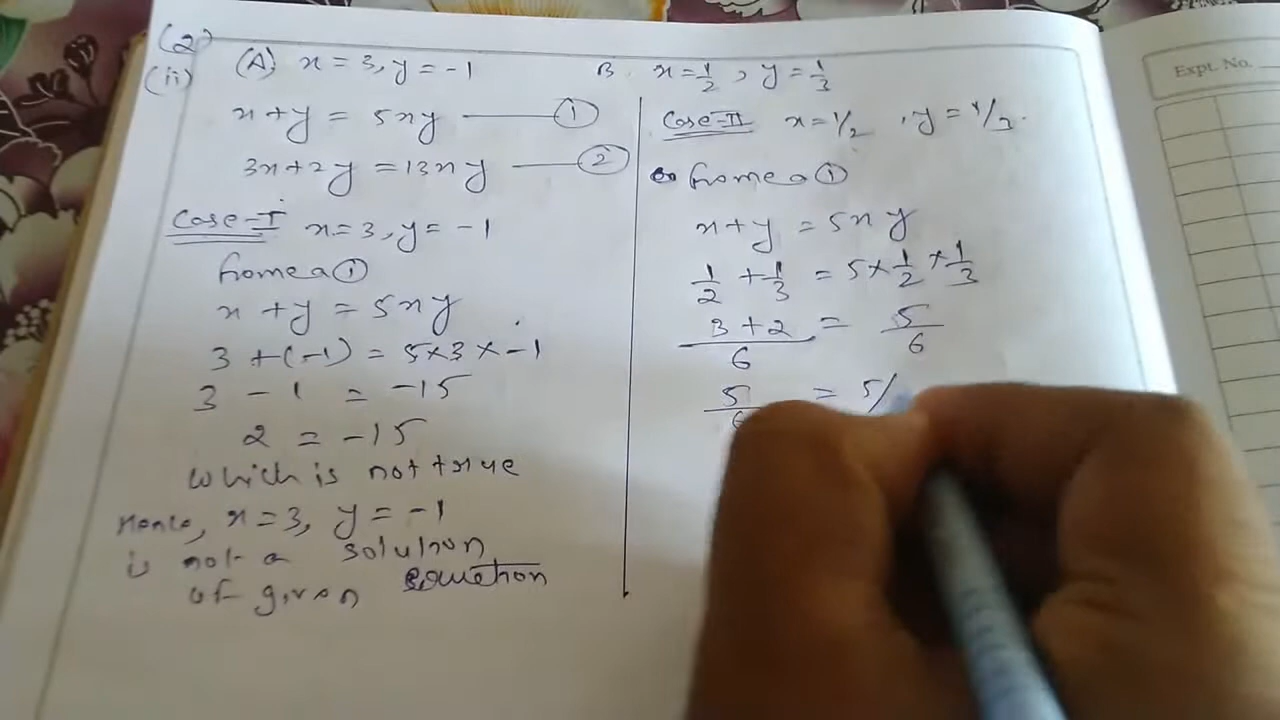 (2)
(ii) (A) x = 3, y = -1
x+y = 5xy —— ①
3x+2y = 13xy —— ②
Case-I x=3, y=-1
from eq ①
x + y = 5xy
3 + (-1) = 5×3×-1
3 - 1 = -15
2 = -15
which is not true
Hence, x=3, y=-1
is not a solution
of given equation
B. x=1/2, y=1/3
Case-II x=1/2, y=1/3.
from eq ①
x+y = 5xy
1/2 + 1/3 = 5×1/2×1/3
3+2/6 = 5/6
5/6 = 5/
Expt. No.